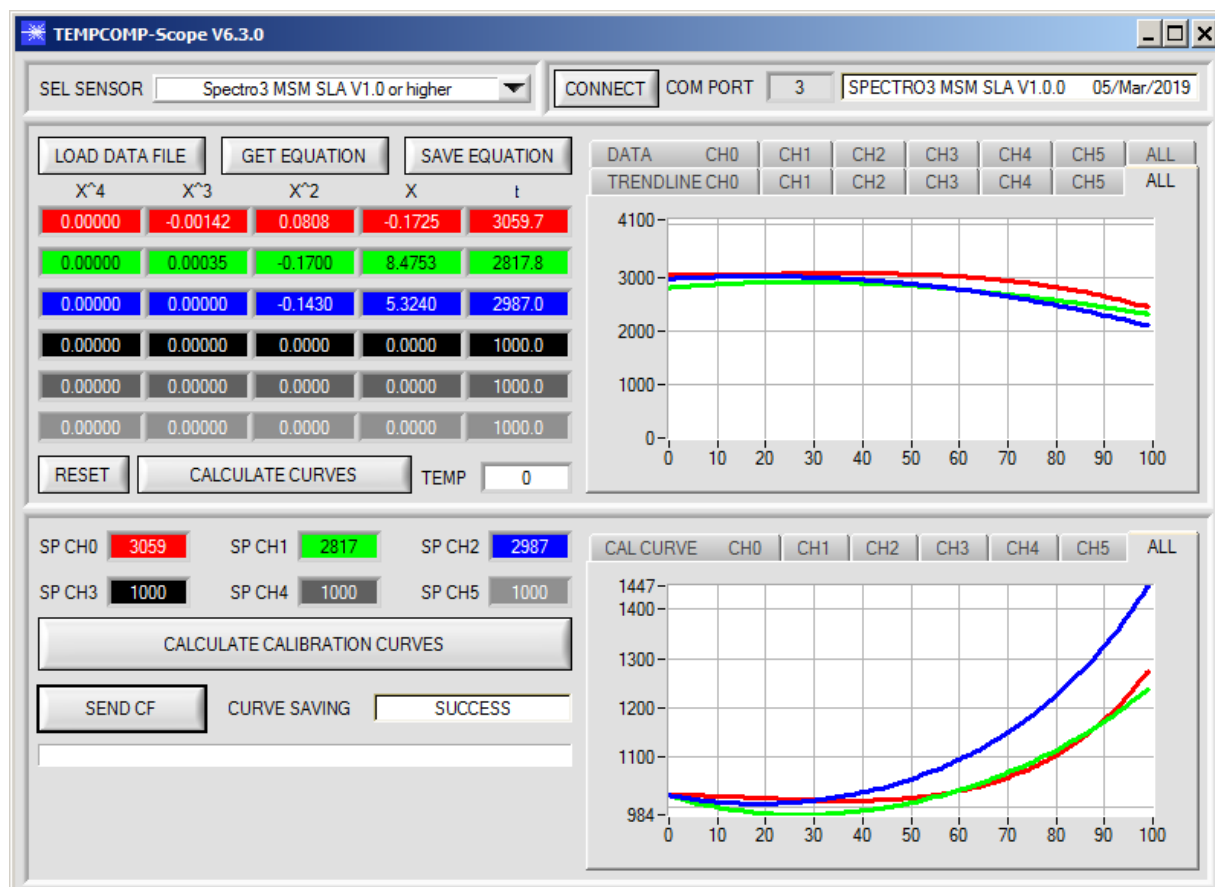 TEMPCOMP-Scope V6.3.0
SEL SENSOR Spectro3 MSM SLA V1.0 or higher CONNECT COM PORT 3 SPECTRO3 MSM SLA V1.0.0 05/Mar/2019
LOAD DATA FILE GET EQUATION SAVE EQUATION
X^4 X^3 X^2 X t
0.00000 -0.00142 0.0808 -0.1725 3059.7
0.00000 0.00035 -0.1700 8.4753 2817.8
0.00000 0.00000 -0.1430 5.3240 2987.0
0.00000 0.00000 0.0000 0.0000 1000.0
0.00000 0.00000 0.0000 0.0000 1000.0
0.00000 0.00000 0.0000 0.0000 1000.0
RESET CALCULATE CURVES TEMP 0
DATA CH0 CH1 CH2 CH3 CH4 CH5 ALL
TRENDLINE CH0 CH1 CH2 CH3 CH4 CH5 ALL
4100
3000
2000
1000
0
0 10 20 30 40 50 60 70 80 90 100
SP CH0 3059 SP CH1 2817 SP CH2 2987
SP CH3 1000 SP CH4 1000 SP CH5 1000
CALCULATE CALIBRATION CURVES
SEND CF CURVE SAVING SUCCESS
CAL CURVE CH0 CH1 CH2 CH3 CH4 CH5 ALL
1447
1400
1300
1200
1100
984
0 10 20 30 40 50 60 70 80 90 100